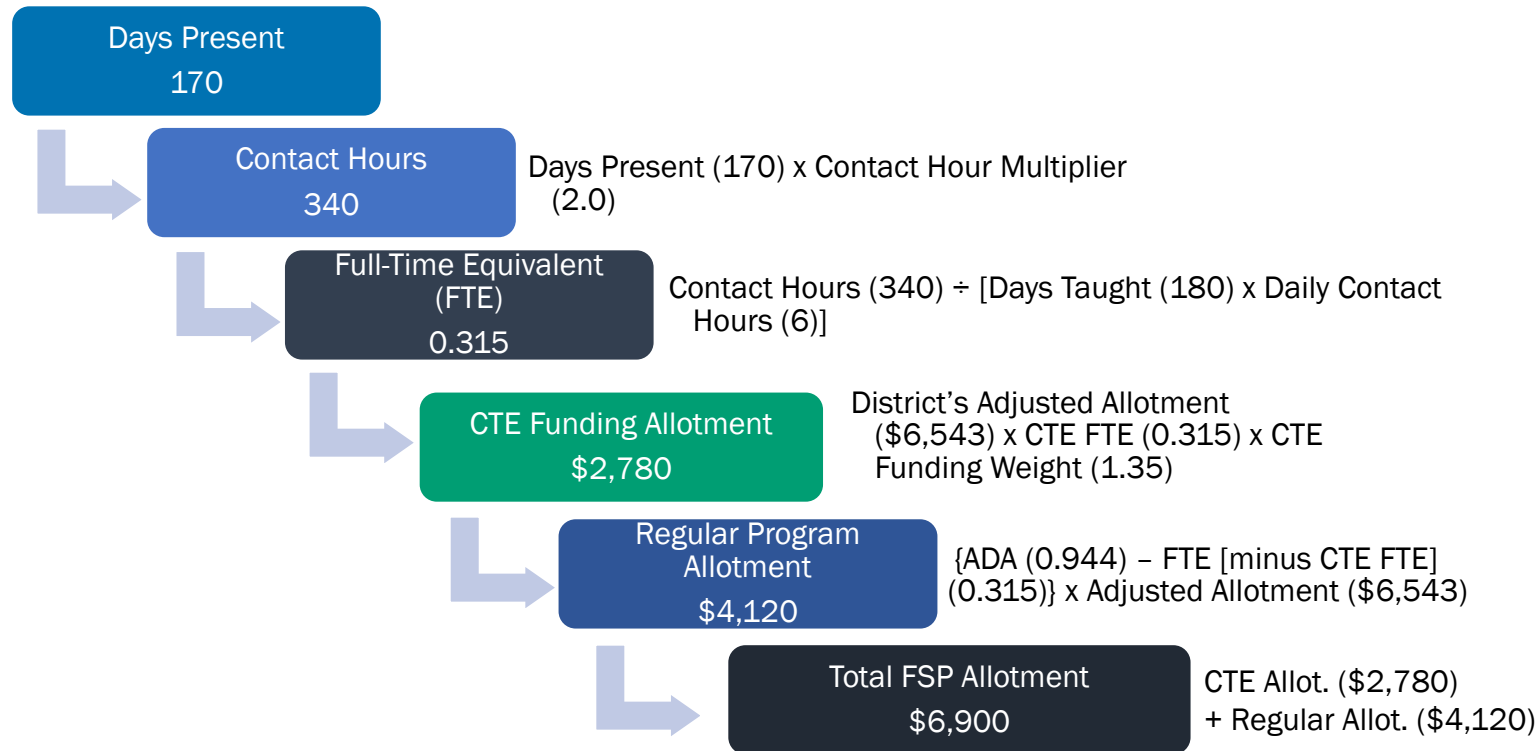 Days Present
170
Contact Hours
340
Days Present (170) x Contact Hour Multiplier
(2.0)
Full-Time Equivalent
(FTE)
0.315
Contact Hours (340) ÷ [Days Taught (180) x Daily Contact
Hours (6)]
CTE Funding Allotment
$2,780
District's Adjusted Allotment
($6,543) x CTE FTE (0.315) x CTE
Funding Weight (1.35)
Regular Program
Allotment
$4,120
{ADA (0.944) – FTE [minus CTE FTE]
(0.315)} x Adjusted Allotment ($6,543)
Total FSP Allotment
$6,900
CTE Allot. ($2,780)
+ Regular Allot. ($4,120)